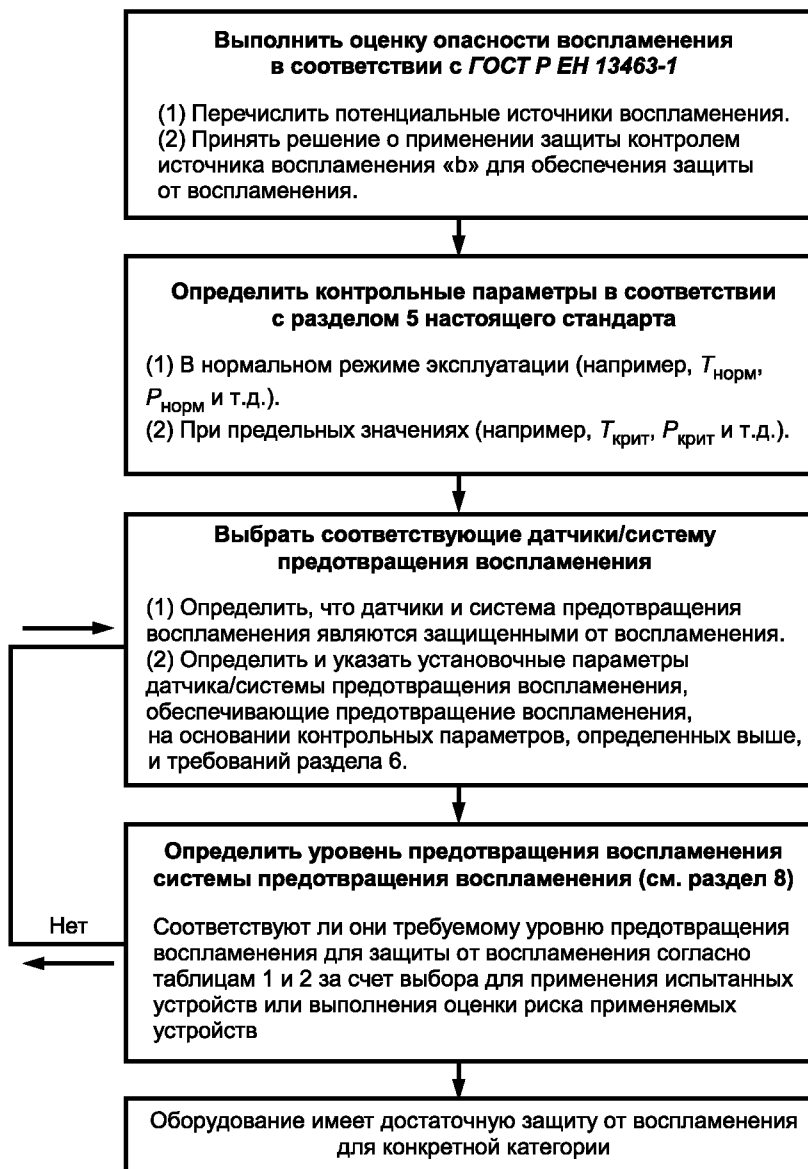 Выполнить оценку опасности воспламенения
в соответствии с ГОСТ Р ЕН 13463-1
(1) Перечислить потенциальные источники воспламенения.
(2) Принять решение о применении защиты контролем
источника воспламенения «b» для обеспечения защиты
от воспламенения.
Определить контрольные параметры в соответствии
с разделом 5 настоящего стандарта
(1) В нормальном режиме эксплуатации (например, Tнорм,
Pнорм и т.д.).
(2) При предельных значениях (например, Tкрит, Pкрит и т.д.).
Выбрать соответствующие датчики/систему
предотвращения воспламенения
(1) Определить, что датчики и система предотвращения
воспламенения являются защищенными от воспламенения.
(2) Определить и указать установочные параметры
датчика/системы предотвращения воспламенения,
обеспечивающие предотвращение воспламенения,
на основании контрольных параметров, определенных выше,
и требований раздела 6.
Определить уровень предотвращения воспламенения
системы предотвращения воспламенения (см. раздел 8)
Нет
Соответствуют ли они требуемому уровню предотвращения
воспламенения для защиты от воспламенения согласно
таблицам 1 и 2 за счет выбора для применения испытанных
устройств или выполнения оценки риска применяемых
устройств
Оборудование имеет достаточную защиту от воспламенения
для конкретной категории